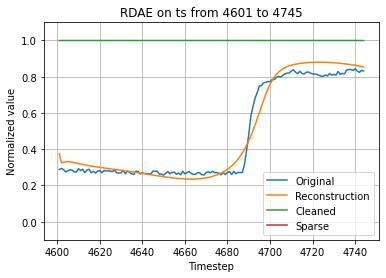 RDAE on ts from 4601 to 4745
Normalized value
1.0
0.8
0.6
0.4
0.2
0.0
4600 4620 4640 4660 4680 4700 4720 4740
Timestep
Original
Reconstruction
Cleaned
Sparse